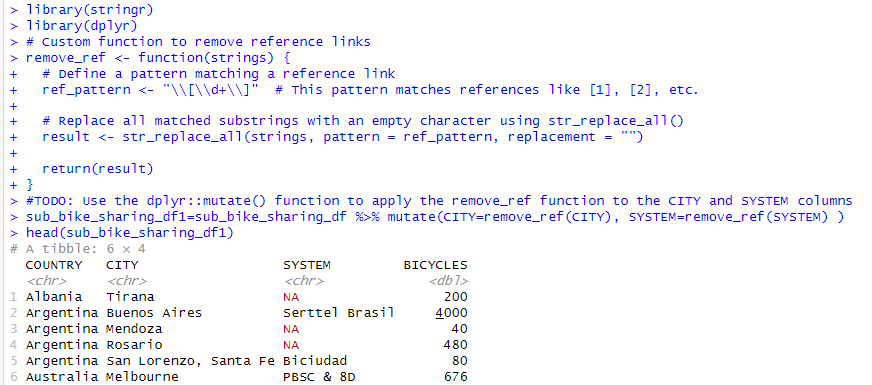 > library(stringr)
> library(dplyr)
> # Custom function to remove reference links
> remove_ref <- function(strings) {
+   # Define a pattern matching a reference link
+   ref_pattern <- "\\[\\d+\\]"  # This pattern matches references like [1], [2], etc.
+
+   # Replace all matched substrings with an empty character using str_replace_all()
+   result <- str_replace_all(strings, pattern = ref_pattern, replacement = "")
+
+   return(result)
+ }
> #TODO: Use the dplyr::mutate() function to apply the remove_ref function to the CITY and SYSTEM columns
> sub_bike_sharing_df1=sub_bike_sharing_df %>% mutate(CITY=remove_ref(CITY), SYSTEM=remove_ref(SYSTEM) )
> head(sub_bike_sharing_df1)
# A tibble: 6 × 4
  COUNTRY   CITY                  SYSTEM         BICYCLES
  <chr>     <chr>                 <chr>             <dbl>
1 Albania   Tirana                NA                  200
2 Argentina Buenos Aires          Serttel Brasil     4000
3 Argentina Mendoza               NA                   40
4 Argentina Rosario               NA                  480
5 Argentina San Lorenzo, Santa Fe Biciudad             80
6 Australia Melbourne             PBSC & 8D           676